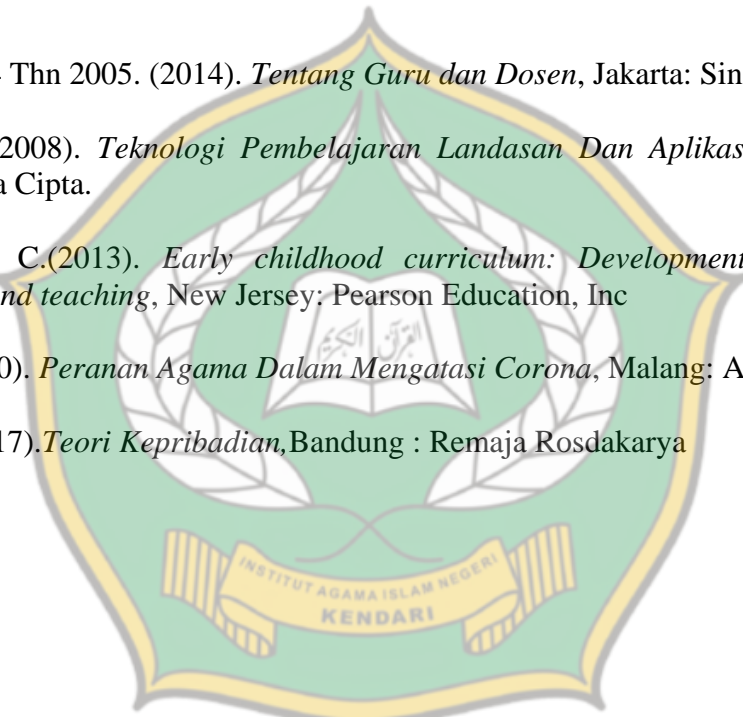 Thn 2005. (2014). Tentang Guru dan Dosen, Jakarta: Sin
2008). Teknologi Pembelajaran Landasan Dan Aplikas
a Cipta.
C.(2013). Early childhood curriculum: Development
nd teaching, New Jersey: Pearson Education, Inc
القرآن الكريم
0). Peranan Agama Dalam Mengatasi Corona, Malang: A
17).Teori Kepribadian,Bandung : Remaja Rosdakarya
INSTITUT AGAMA ISLAM NEGERI
KENDARI